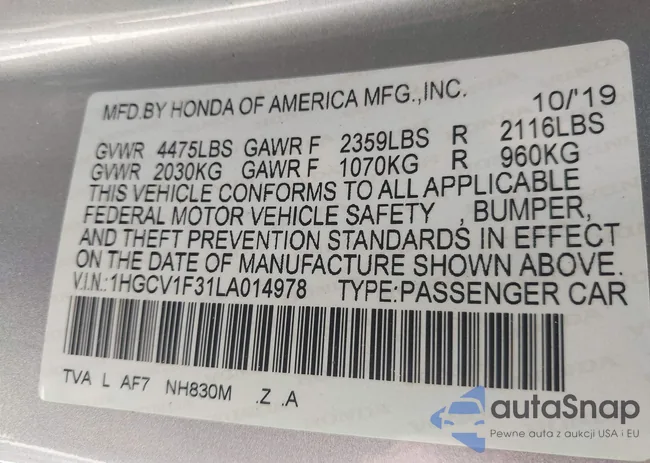 MFD.BY HONDA OF AMERICA MFG.,INC. 10/'19
GVWR 4475LBS GAWR F 2359LBS R 2116LBS
GVWR 2030KG GAWR F 1070KG R 960KG
THIS VEHICLE CONFORMS TO ALL APPLICABLE
FEDERAL MOTOR VEHICLE SAFETY , BUMPER,
AND THEFT PREVENTION STANDARDS IN EFFECT
ON THE DATE OF MANUFACTURE SHOWN ABOVE.
V.I.N.:1HGCV1F31LA014978 TYPE:PASSENGER CAR
TVA L AF7 NH830M .Z .A
autaSnap
Pewne auta z aukcji USA i EU